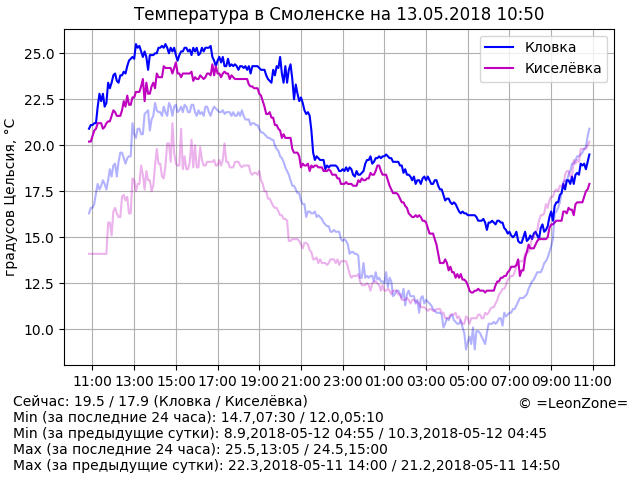 Температура в Смоленске на 13.05.2018 10:50
Кловка
Киселёвка
градусов Цельсия, °C
25.0
22.5
20.0
17.5
15.0
12.5
10.0
11:00 13:00 15:00 17:00 19:00 21:00 23:00 01:00 03:00 05:00 07:00 09:00 11:00
Сейчас: 19.5 / 17.9 (Кловка / Киселёвка)
© =LeonZone=
Min (за последние 24 часа): 14.7,07:30 / 12.0,05:10
Min (за предыдущие сутки): 8.9,2018-05-12 04:55 / 10.3,2018-05-12 04:45
Max (за последние 24 часа): 25.5,13:05 / 24.5,15:00
Max (за предыдущие сутки): 22.3,2018-05-11 14:00 / 21.2,2018-05-11 14:50